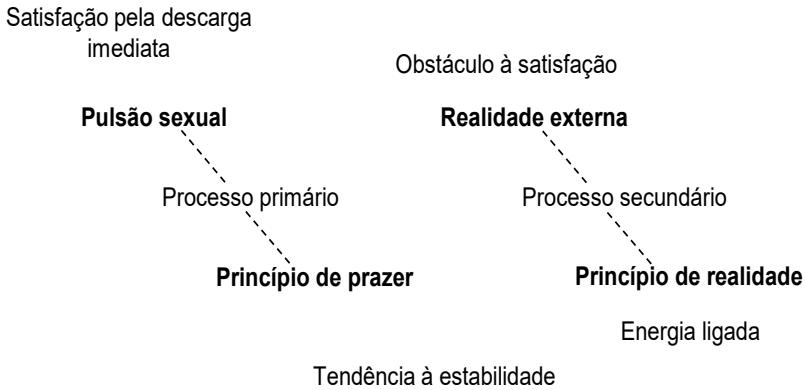 Satisfação pela descarga
imediata
Obstáculo à satisfação
Pulsão sexual
Realidade externa
Processo primário
Processo secundário
Princípio de prazer
Princípio de realidade
Energia ligada
Tendência à estabilidade